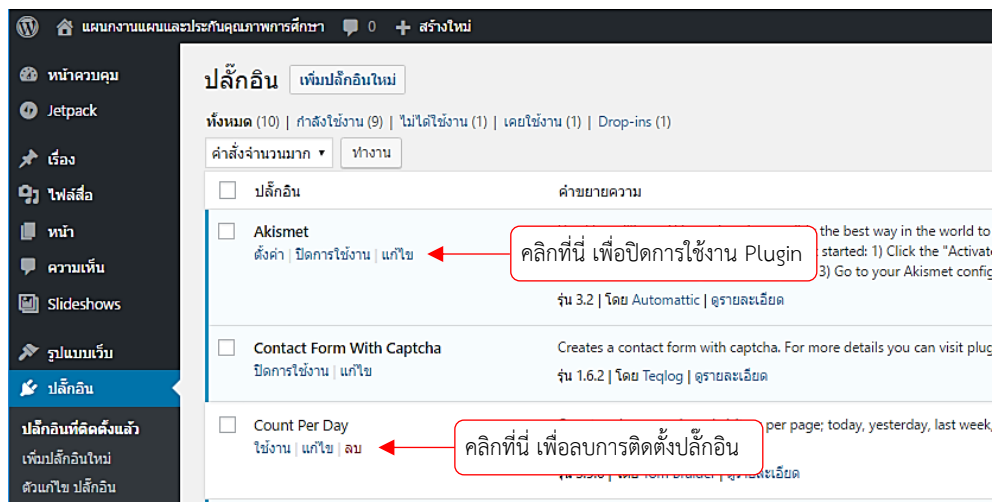 แผนกงานแผนและประกันคุณภาพการศึกษา 0 + สร้างใหม่
หน้าควบคุม
Jetpack
เรื่อง
ไฟล์สื่อ
หน้า
ความเห็น
Slideshows
รูปแบบเว็บ
ปลั๊กอิน
ปลั๊กอินที่ติดตั้งแล้ว
เพิ่มปลั๊กอินใหม่
ตัวแก้ไข ปลั๊กอิน
ปลั๊กอิน เพิ่มปลั๊กอินใหม่
ทั้งหมด (10) | กำลังใช้งาน (9) | ไม่ได้ใช้งาน (1) | เคยใช้งาน (1) | Drop-ins (1)
คำสั่งจำนวนมาก ทำงาน
ปลั๊กอิน คำขยายความ
Akismet
ตั้งค่า | ปิดการใช้งาน | แก้ไข
คลิกที่นี่ เพื่อปิดการใช้งาน Plugin
the best way in the world to
started: 1) Click the "Activate
3) Go to your Akismet config
รุ่น 3.2 | โดย Automattic | ดูรายละเอียด
Contact Form With Captcha Creates a contact form with captcha. For more details you can visit plug
ปิดการใช้งาน | แก้ไข
รุ่น 1.6.2 | โดย Teqlog | ดูรายละเอียด
Count Per Day per page; today, yesterday, last week,
ใช้งาน | แก้ไข | ลบ
คลิกที่นี่ เพื่อลบการติดตั้งปลั๊กอิน
ดูรายละเอียด